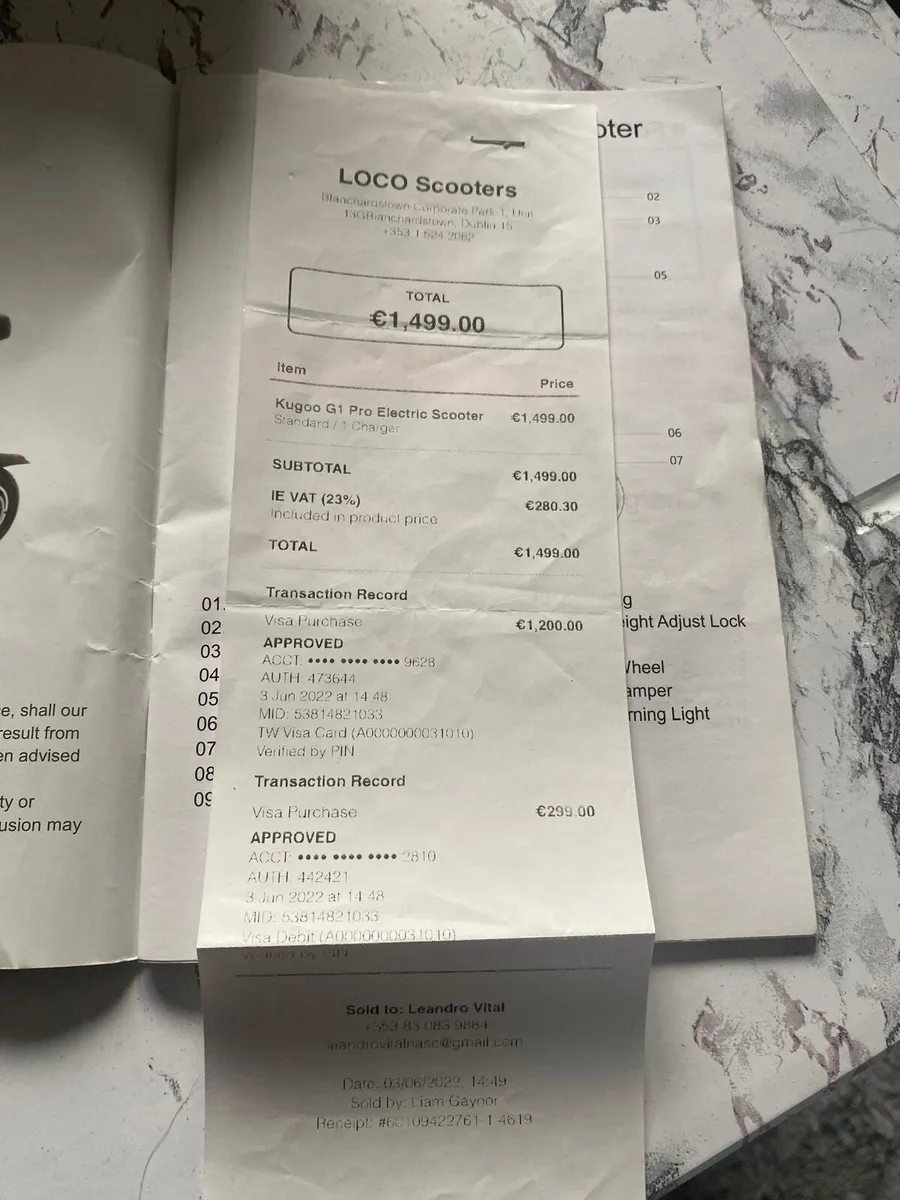 LOCO Scooters
Blanchardstown Corporate Park 1, Unit
13GBlanchardstown, Dublin 15
+353 1 524 2062
TOTAL
€1,499.00
Item Price
Kugoo G1 Pro Electric Scooter €1,499.00
Standard / 1 Charger
SUBTOTAL €1,499.00
IE VAT (23%) €280.30
Included in product price
TOTAL €1,499.00
Transaction Record
Visa Purchase €1,200.00
APPROVED
ACCT: •••• •••• •••• 9628
AUTH: 473644
3 Jun 2022 at 14:48
MID: 53814821033
TW Visa Card (A0000000031010)
Verified by PIN
Transaction Record
Visa Purchase €299.00
APPROVED
ACCT: •••• •••• •••• 2810
AUTH: 442421
3 Jun 2022 at 14:48
MID: 53814821033
Visa Debit (A0000000031010)
Verified by PIN
Sold to: Leandro Vital
+353 83 083 9884
leandrovitalnasc@gmail.com
Date: 03/06/2022, 14:49
Sold by: Liam Gaynor
Receipt: #60109422761-1 4619
oter
02
03
05
06
07
01.
02
03
04
05
06
07
08
09
g
eight Adjust Lock
Wheel
amper
rning Light
e, shall our
result from
en advised
ty or
usion may